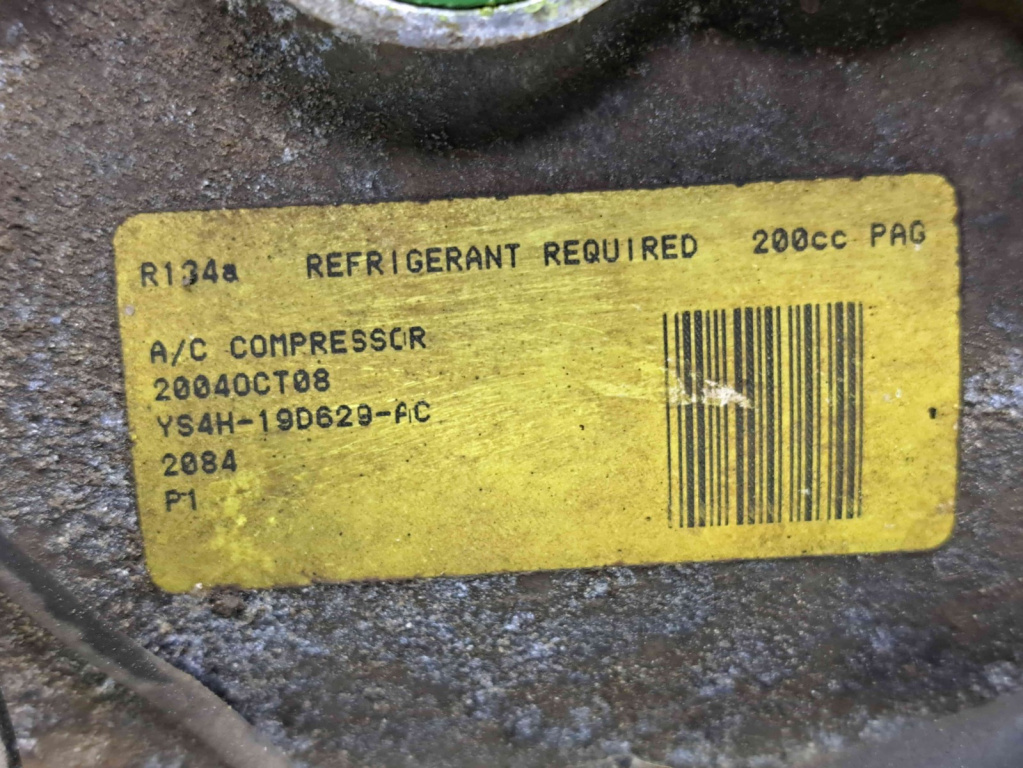 R134a REFRIGERANT REQUIRED 200cc PAG
A/C COMPRESSOR
2004OCT08
YS4H-19D629-AC
2084
P1